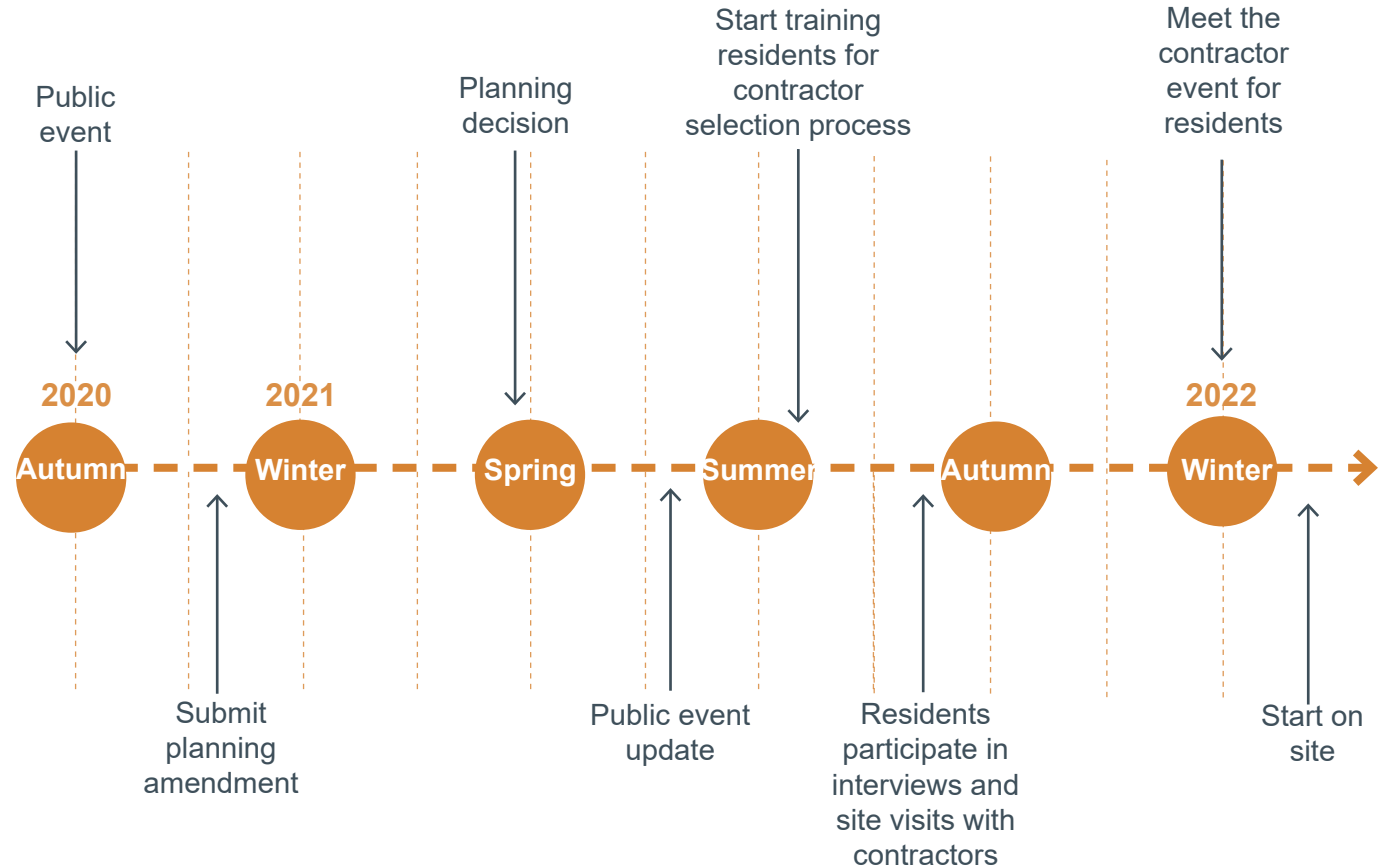 Public
event
Planning
decision
Start training
residents for
contractor
selection process
Meet the
contractor
event for
residents
2020
2021
2022
Autumn
Winter
Spring
Summer
Autumn
Winter
Submit
planning
amendment
Public event
update
Residents
participate in
interviews and
site visits with
contractors
Start on
site